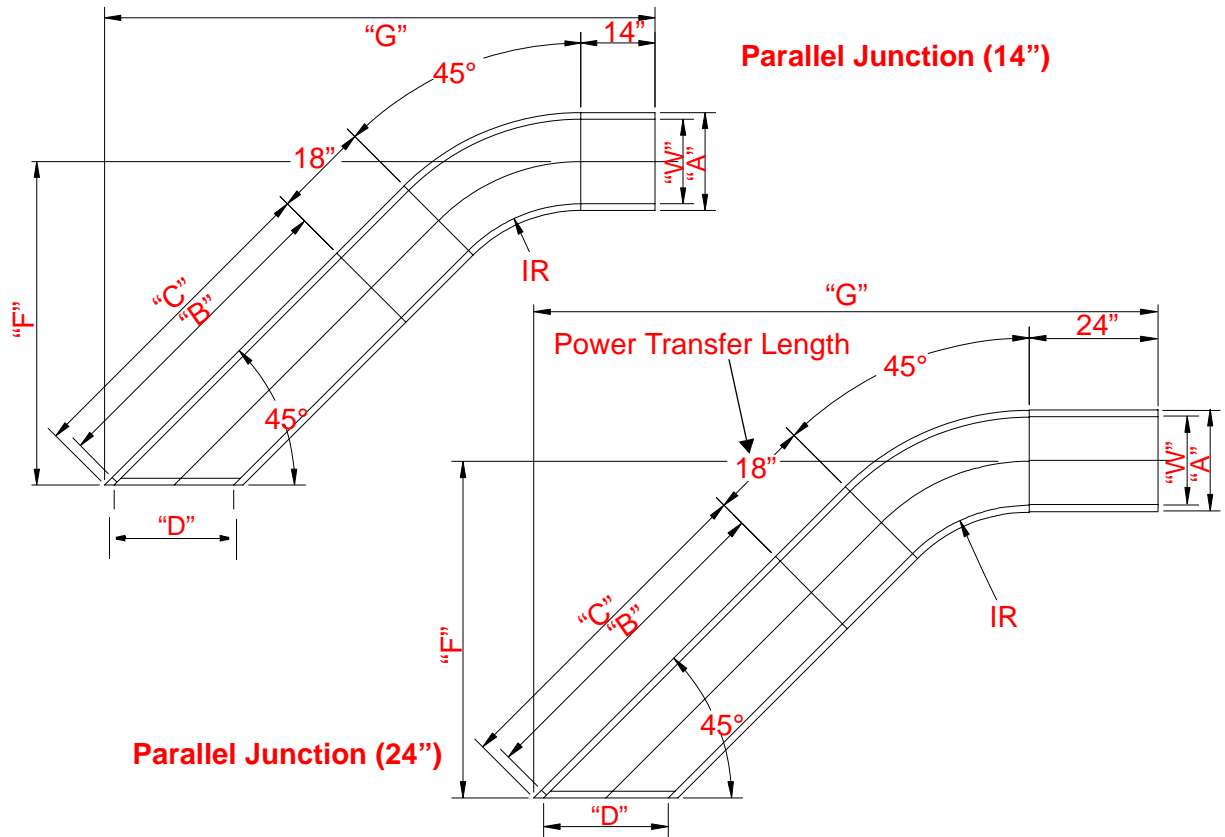 “G”
14”
Parallel Junction (14”)
45°
18”
“W”
“A”
IR
“C”
“B”
“F”
45°
“D”
“G”
24”
Power Transfer Length
45°
18”
“W”
“A”
IR
“C”
“B”
“F”
45°
Parallel Junction (24”)
“D”